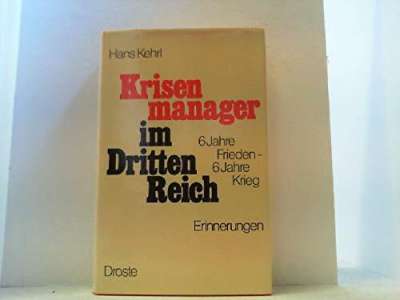 Hans Kehrl
Krisen
manager
im
Dritten
Reich
6 Jahre
Frieden -
6 Jahre
Krieg
Erinnerungen
Droste